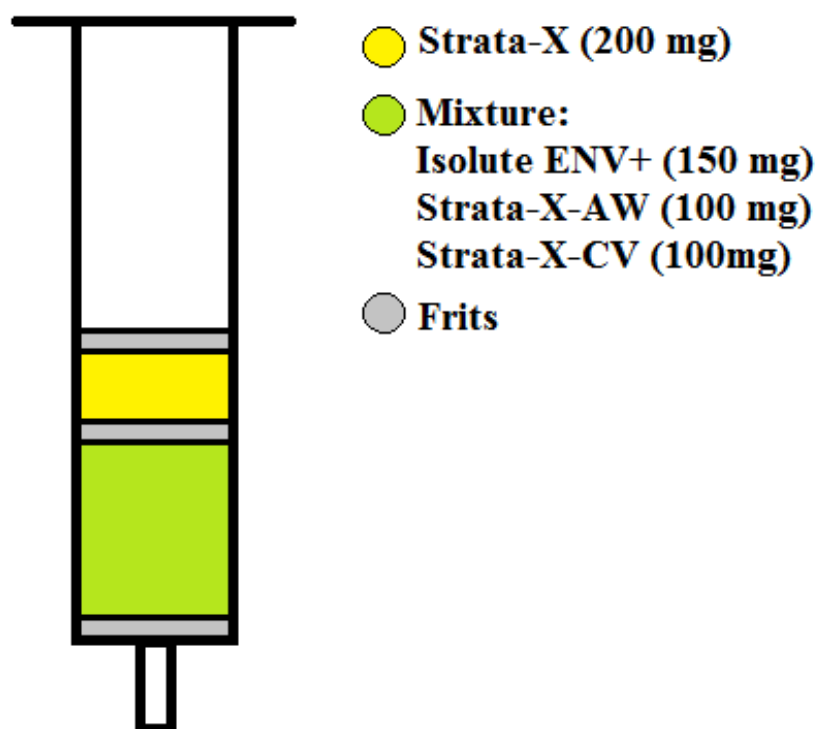 Strata-X (200 mg)
Mixture:
Isolute ENV+ (150 mg)
Strata-X-AW (100 mg)
Strata-X-CV (100mg)
Frits